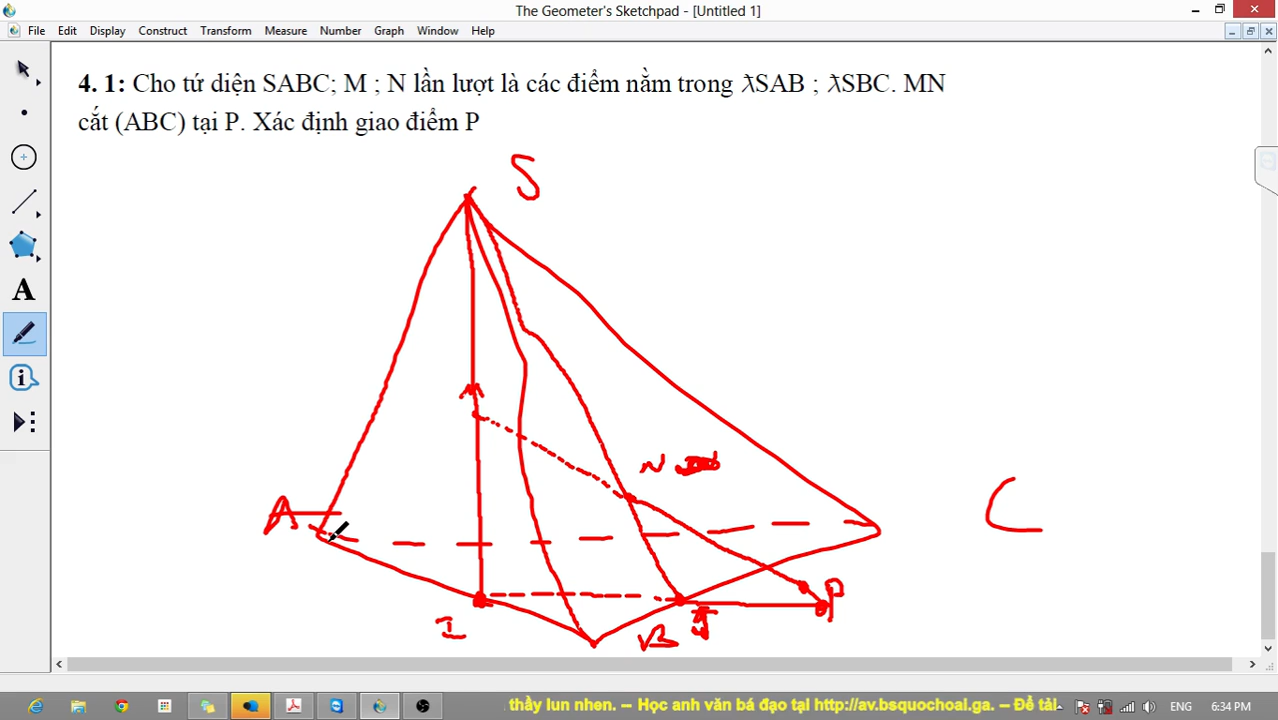 The Geometer's Sketchpad - [Untitled 1]
File Edit Display Construct Transform Measure Number Graph Window Help
4. 1: Cho tứ diện SABC; M ; N lần lượt là các điểm nằm trong SAB ; SBC. MN
cắt (ABC) tại P. Xác định giao điểm P
S
N
A
C
P
I
B J
A
thầy lun nhen. -- Học anh văn bá đạo tại http://av.bsquochoai.ga. -- Để tải
ENG 6:34 PM